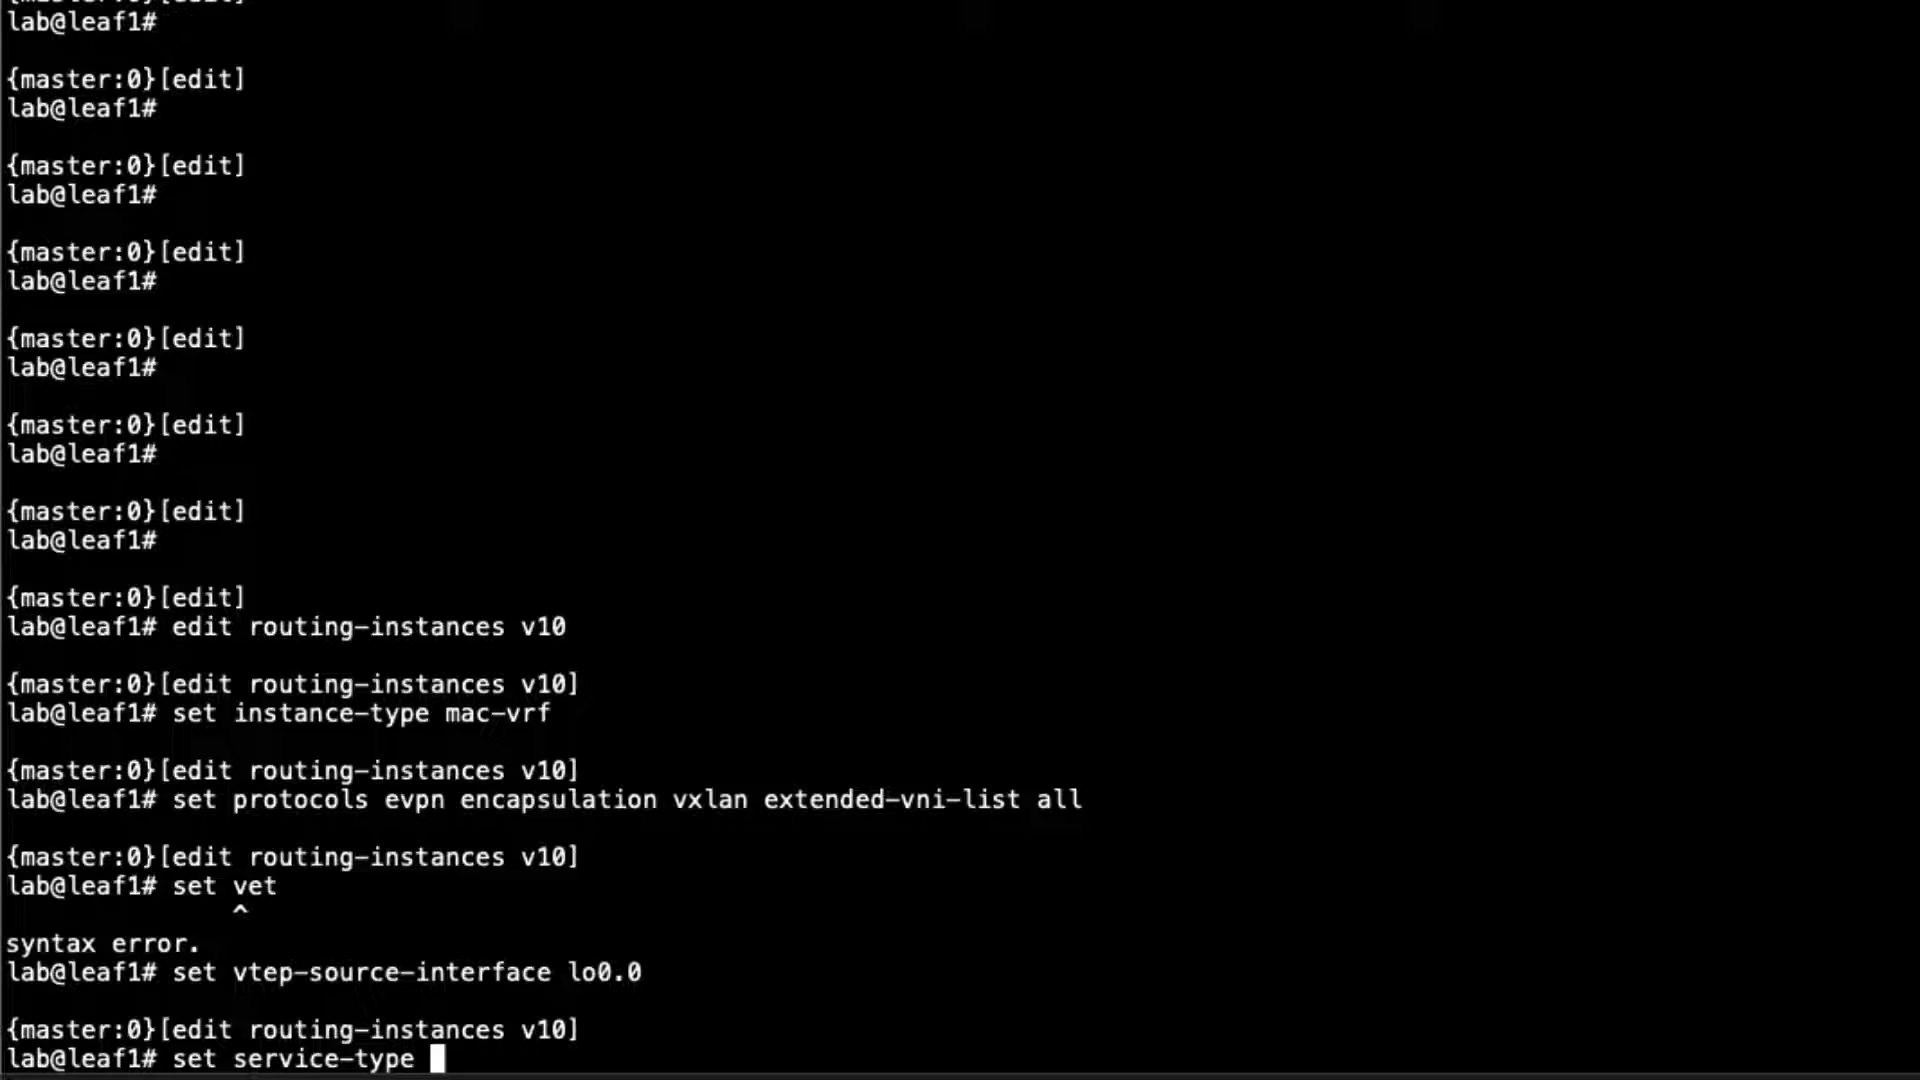 lab@leaf1#
{master:0}[edit]
lab@leaf1#
{master:0}[edit]
lab@leaf1#
{master:0}[edit]
lab@leaf1#
{master:0}[edit]
lab@leaf1#
{master:0}[edit]
lab@leaf1#
{master:0}[edit]
lab@leaf1#
{master:0}[edit]
lab@leaf1# edit routing-instances v10
{master:0}[edit routing-instances v10]
lab@leaf1# set instance-type mac-vrf
{master:0}[edit routing-instances v10]
lab@leaf1# set protocols evpn encapsulation vxlan extended-vni-list all
{master:0}[edit routing-instances v10]
lab@leaf1# set vet
^
syntax error.
lab@leaf1# set vtep-source-interface lo0.0
{master:0}[edit routing-instances v10]
lab@leaf1# set service-type